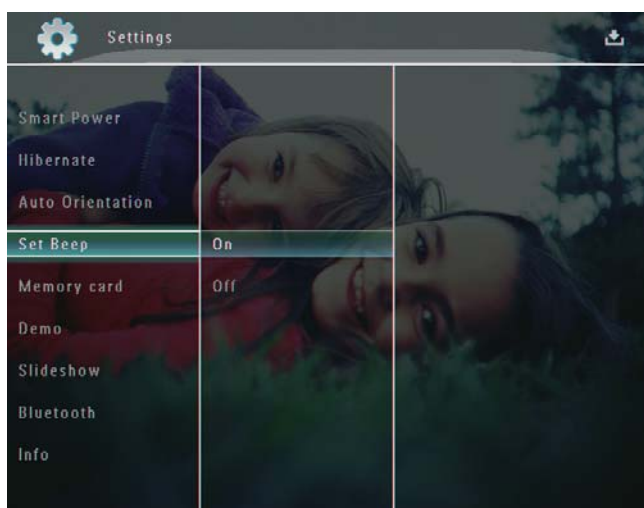 Settings
Smart Power
Hibernate
Auto Orientation
Set Beep
On
Memory card
Off
Demo
Slideshow
Bluetooth
Info